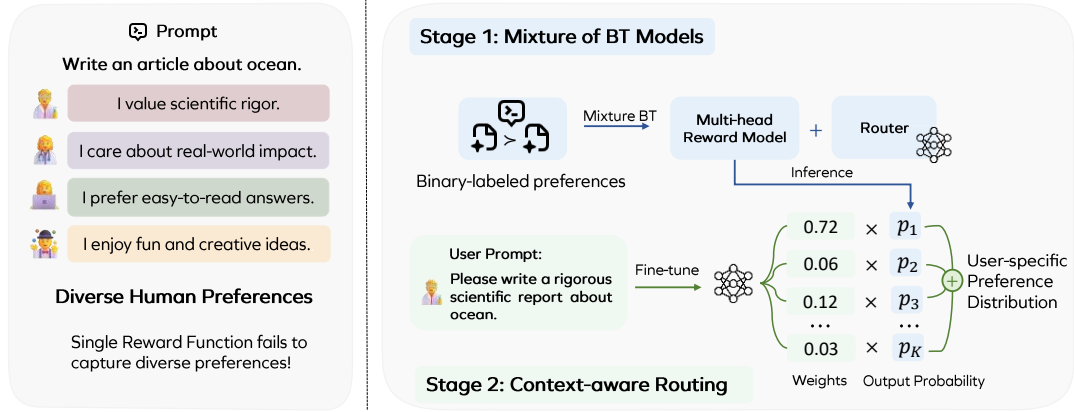 Prompt
Write an article about ocean.
I value scientific rigor.
I care about real-world impact.
I prefer easy-to-read answers.
I enjoy fun and creative ideas.
Diverse Human Preferences
Single Reward Function fails to
capture diverse preferences!
Stage 1: Mixture of BT Models
Binary-labeled preferences
≻
Mixture BT
Multi-head
Reward Model
+
Router
Inference
User Prompt:
Please write a rigorous
scientific report about
ocean.
Fine-tune
0.72 × p₁
0.06 × p₂
0.12 × p₃
... ...
0.03 × p_K
+
User-specific
Preference
Distribution
Weights
Output Probability
Stage 2: Context-aware Routing